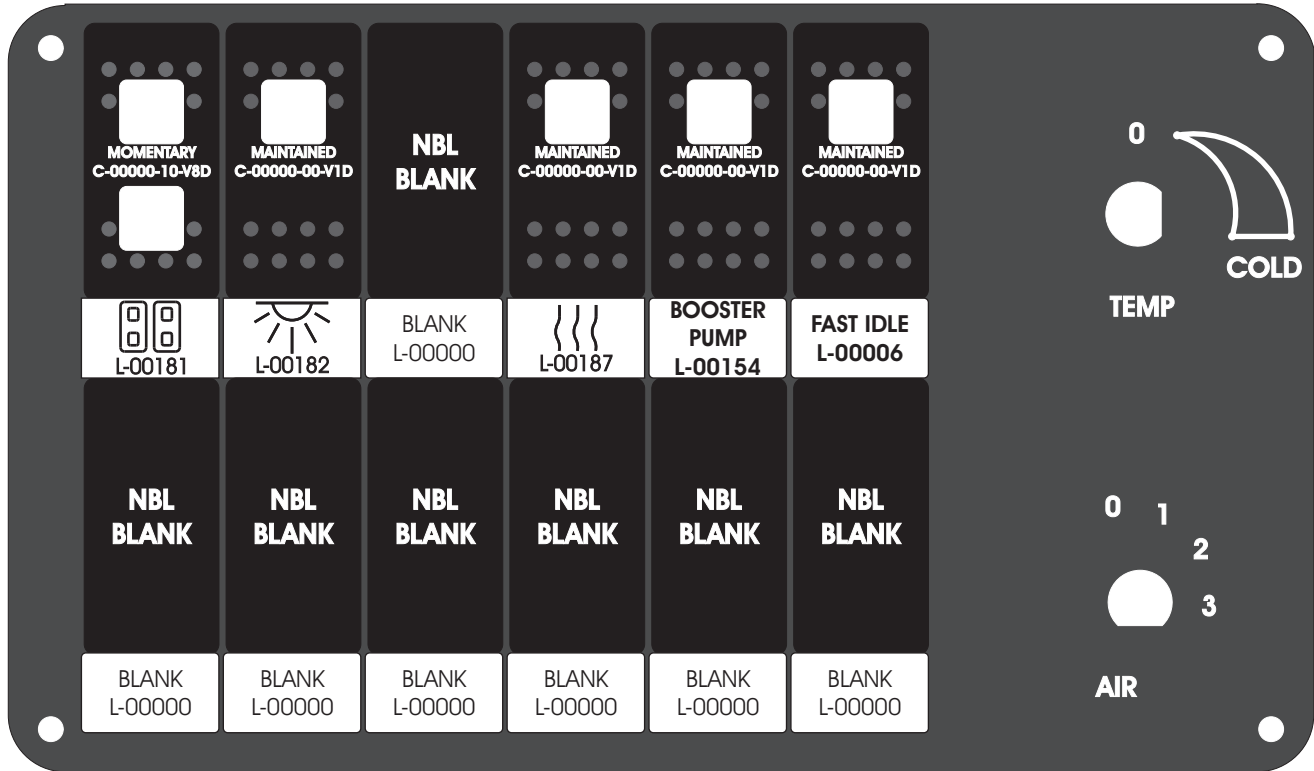 MOMENTARY
C-00000-10-V8D
MAINTAINED
C-00000-00-V1D
NBL
BLANK
MAINTAINED
C-00000-00-V1D
MAINTAINED
C-00000-00-V1D
MAINTAINED
C-00000-00-V1D
L-00181
L-00182
BLANK
L-00000
L-00187
BOOSTER
PUMP
L-00154
FAST IDLE
L-00006
0
COLD
TEMP
NBL
BLANK
NBL
BLANK
NBL
BLANK
NBL
BLANK
NBL
BLANK
NBL
BLANK
BLANK
L-00000
BLANK
L-00000
BLANK
L-00000
BLANK
L-00000
BLANK
L-00000
BLANK
L-00000
0
1
2
3
AIR